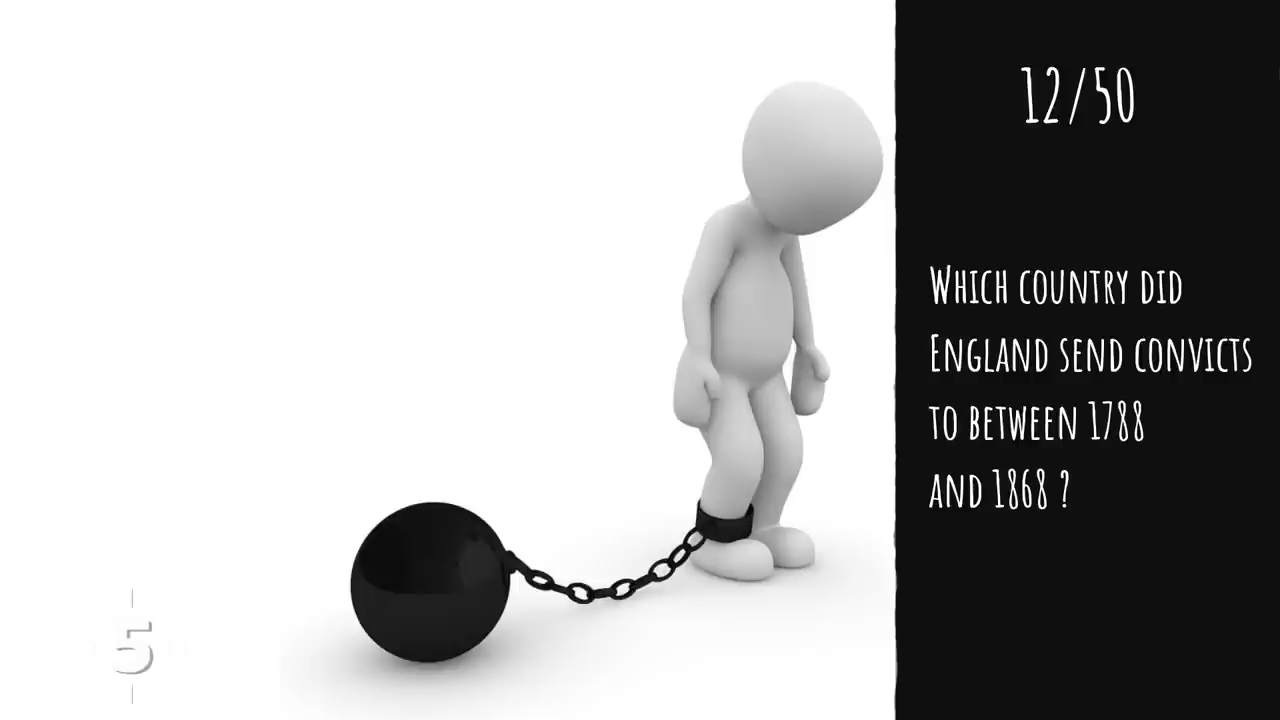 12/50
Which country did
England send convicts
to between 1788
and 1868 ?
5